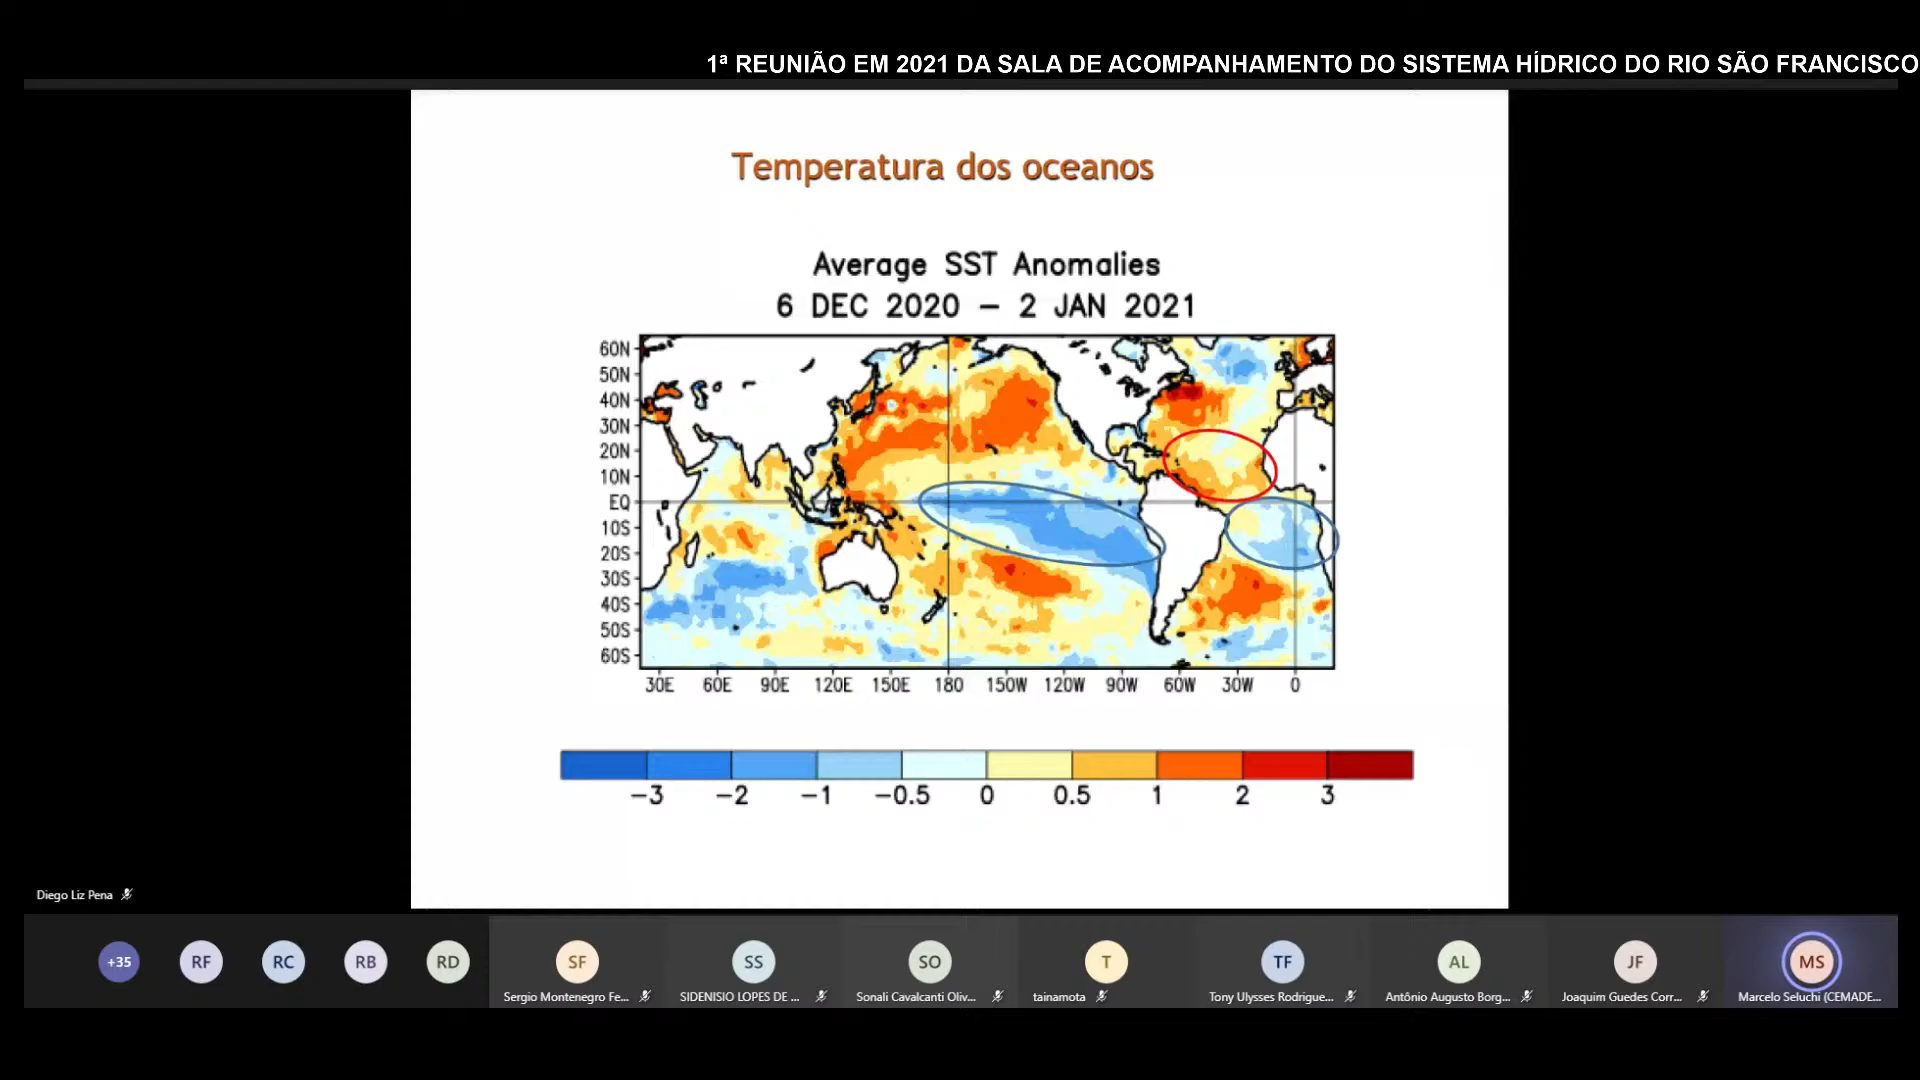 1ª REUNIÃO EM 2021 DA SALA DE ACOMPANHAMENTO DO SISTEMA HÍDRICO DO RIO SÃO FRANCISCO
Temperatura dos oceanos
Average SST Anomalies
6 DEC 2020 – 2 JAN 2021
60N
50N
40N
30N
20N
10N
EQ
10S
20S
30S
40S
50S
60S
30E 60E 90E 120E 150E 180 150W 120W 90W 60W 30W 0
−3 −2 −1 −0.5 0 0.5 1 2 3
Diego Liz Pena
+35 RF RC RB RD SF SS SO T TF AL JF MS
Sergio Montenegro Fe... SIDENISIO LOPES DE ... Sonali Cavalcanti Oliv... tainamota Tony Ulysses Rodrigue... Antônio Augusto Borg... Joaquim Guedes Corr... Marcelo Seluchi (CEMADE...